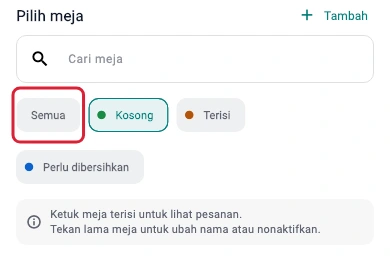 Pilih meja
+ Tambah
Cari meja
Semua
Kosong
Terisi
Perlu dibersihkan
Ketuk meja terisi untuk lihat pesanan.
Tekan lama meja untuk ubah nama atau nonaktifkan.